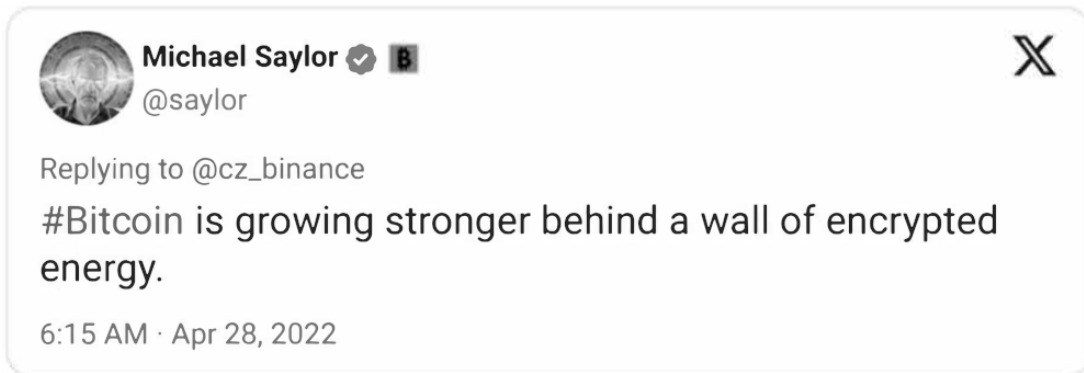 Michael Saylor
@saylor
Replying to @cz_binance
#Bitcoin is growing stronger behind a wall of encrypted
energy.
6:15 AM · Apr 28, 2022